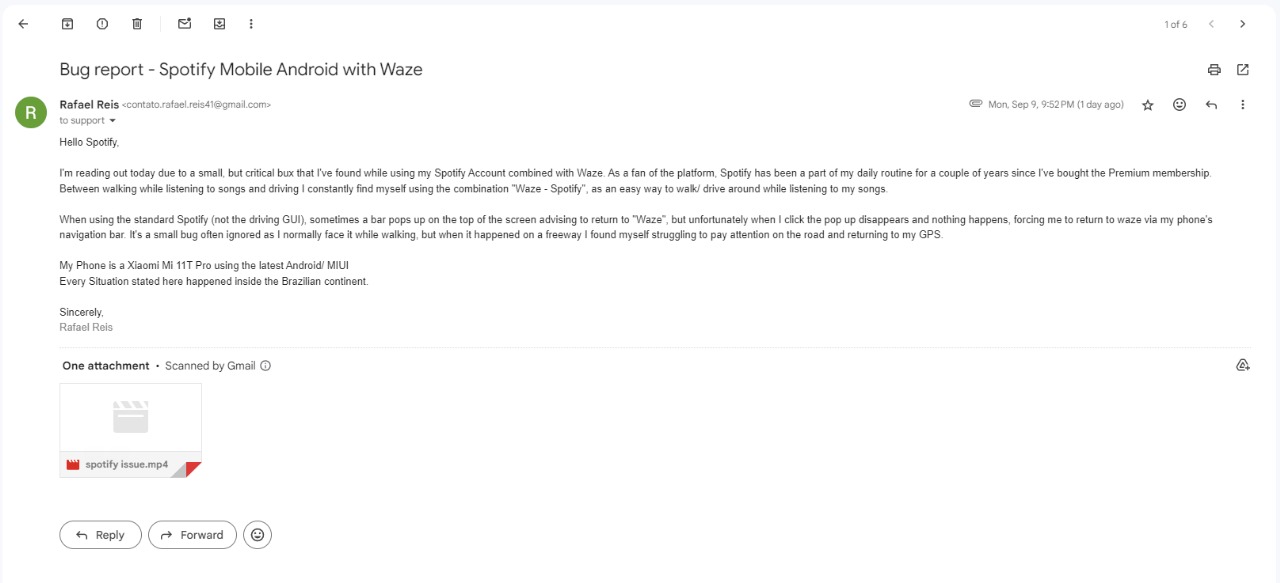 1 of 6
Bug report - Spotify Mobile Android with Waze
R
Rafael Reis <contato.rafael.reis41@gmail.com>
Mon, Sep 9, 9:52 PM (1 day ago)
to support
Hello Spotify,
I'm reading out today due to a small, but critical bux that I've found while using my Spotify Account combined with Waze. As a fan of the platform, Spotify has been a part of my daily routine for a couple of years since I've bought the Premium membership.
Between walking while listening to songs and driving I constantly find myself using the combination "Waze - Spotify", as an easy way to walk/ drive around while listening to my songs.
When using the standard Spotify (not the driving GUI), sometimes a bar pops up on the top of the screen advising to return to "Waze", but unfortunately when I click the pop up disappears and nothing happens, forcing me to return to waze via my phone's
navigation bar. It's a small bug often ignored as I normally face it while walking, but when it happened on a freeway I found myself struggling to pay attention on the road and returning to my GPS.
My Phone is a Xiaomi Mi 11T Pro using the latest Android/ MIUI
Every Situation stated here happened inside the Brazilian continent.
Sincerely,
Rafael Reis
One attachment • Scanned by Gmail
spotify issue.mp4
Reply
Forward